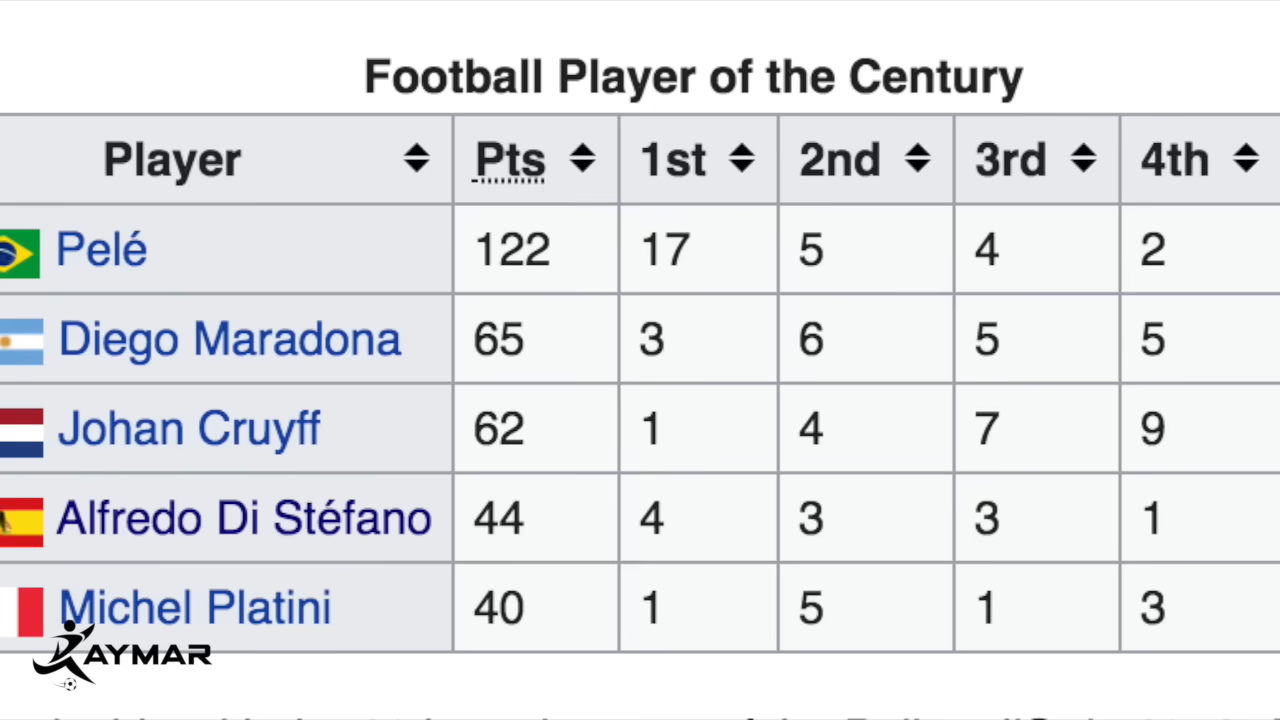 Football Player of the Century
Player Pts 1st 2nd 3rd 4th
Pelé 122 17 5 4 2
Diego Maradona 65 3 6 5 5
Johan Cruyff 62 1 4 7 9
Alfredo Di Stéfano 44 4 3 3 1
Michel Platini 40 1 5 1 3
KAYMAR